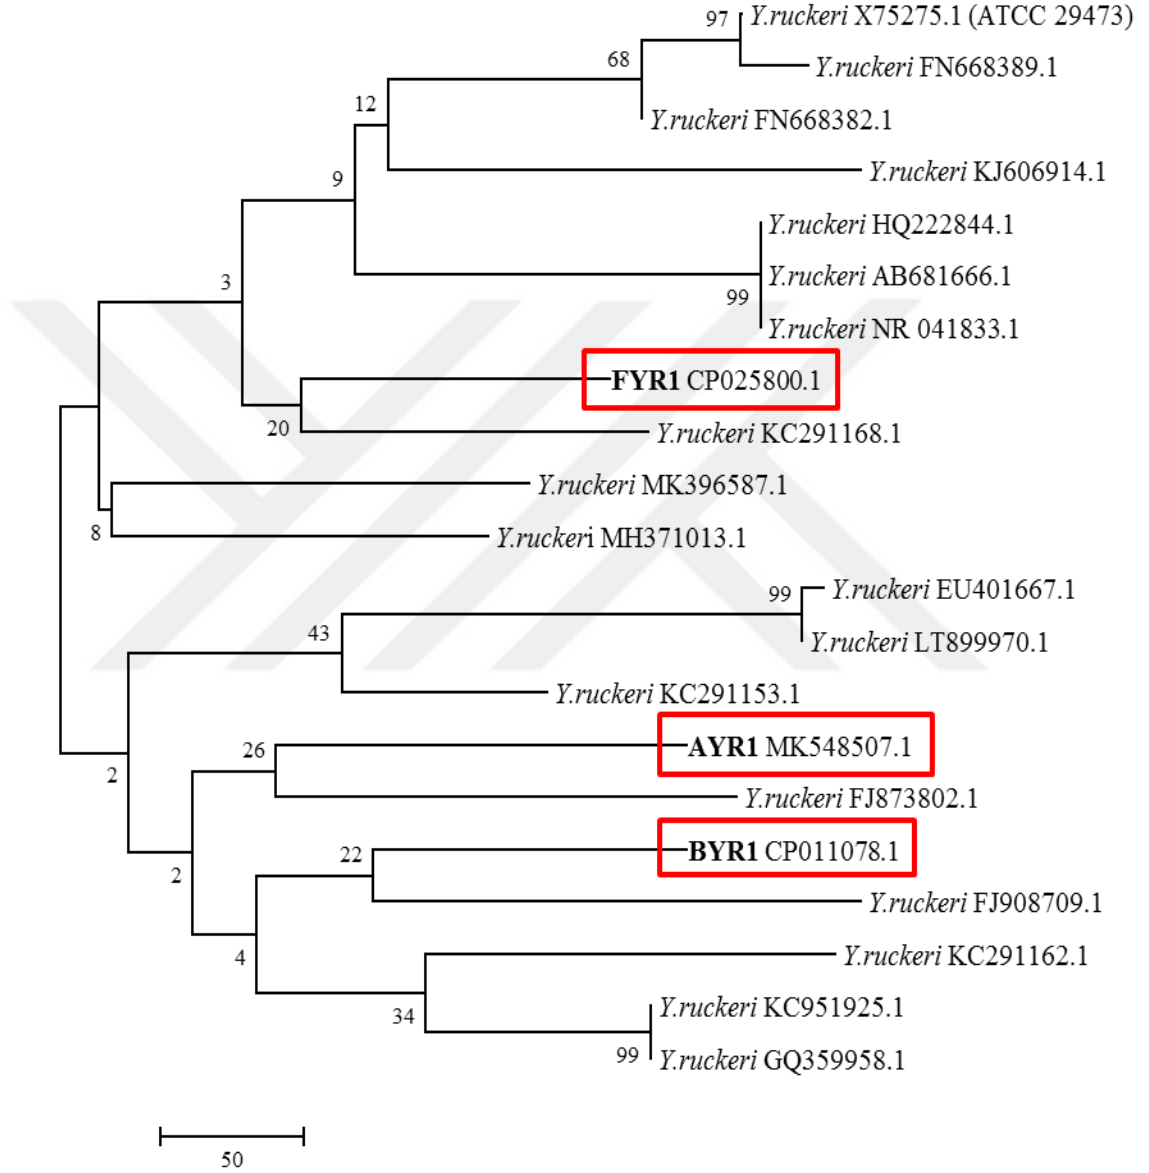 97
Y.ruckeri X75275.1 (ATCC 29473)
68
Y.ruckeri FN668389.1
12
Y.ruckeri FN668382.1
Y.ruckeri KJ606914.1
9
Y.ruckeri HQ222844.1
3
Y.ruckeri AB681666.1
99
Y.ruckeri NR 041833.1
FYR1 CP025800.1
20
Y.ruckeri KC291168.1
Y.ruckeri MK396587.1
8
Y.ruckeri MH371013.1
99
Y.ruckeri EU401667.1
43
Y.ruckeri LT899970.1
Y.ruckeri KC291153.1
26
AYR1 MK548507.1
2
Y.ruckeri FJ873802.1
22
BYR1 CP011078.1
2
Y.ruckeri FJ908709.1
4
Y.ruckeri KC291162.1
34
Y.ruckeri KC951925.1
99
Y.ruckeri GQ359958.1
50